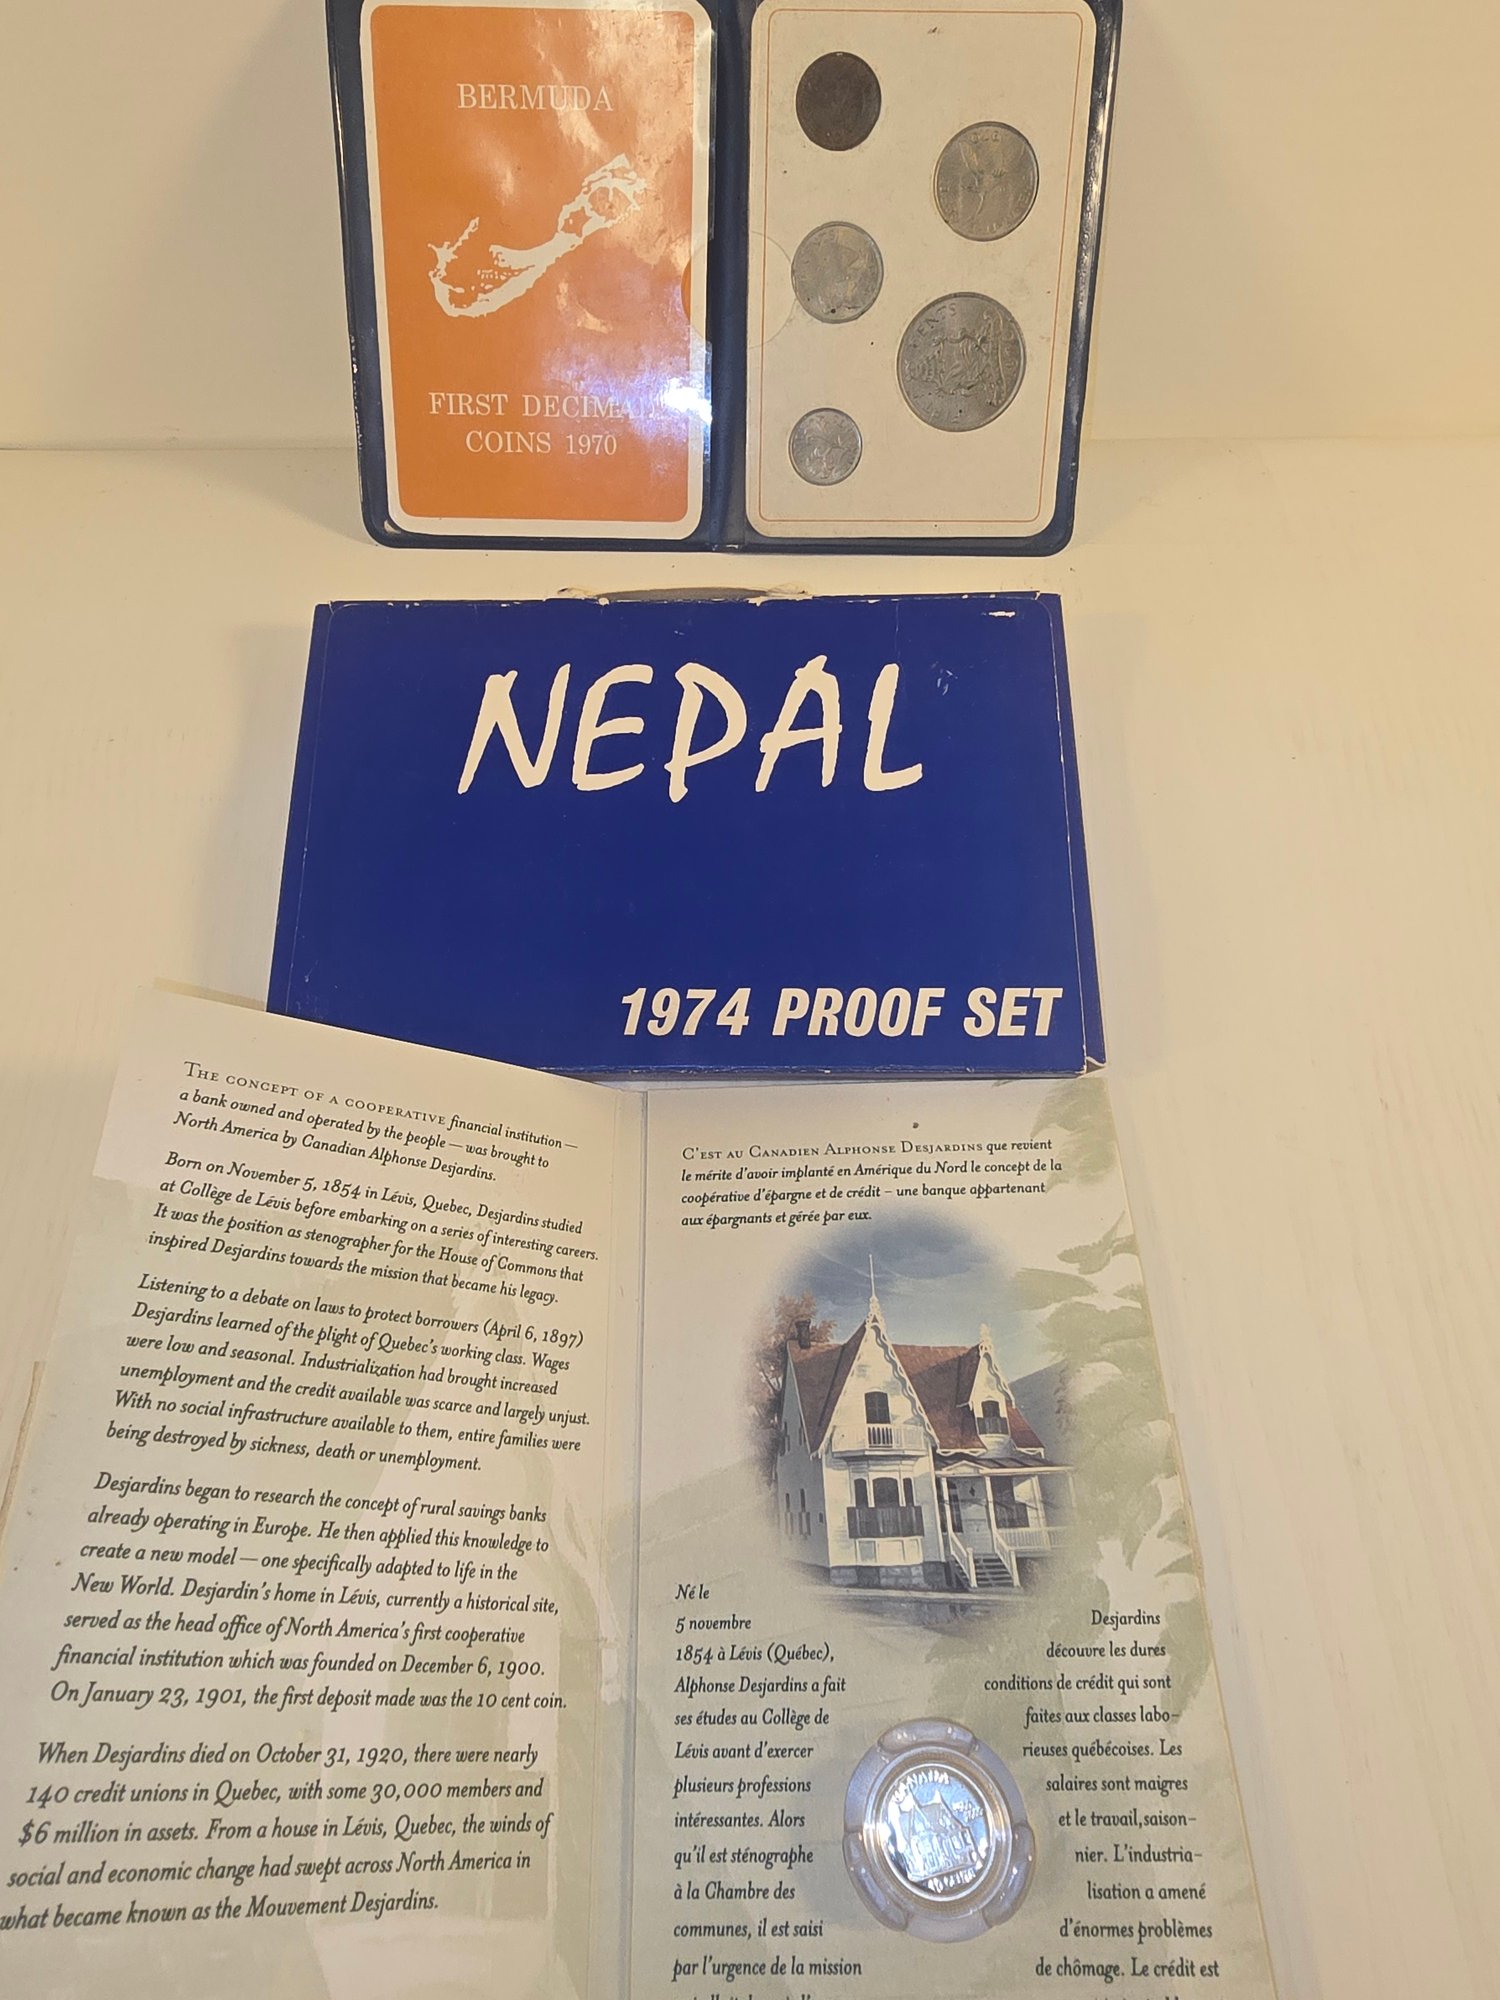 BERMUDA
FIRST DECIMAL
COINS 1970
CENTS
NEPAL
1974 PROOF SET
THE CONCEPT OF A COOPERATIVE financial institution —
a bank owned and operated by the people — was brought to
North America by Canadian Alphonse Desjardins.
Born on November 5, 1854 in Lévis, Quebec, Desjardins studied
at Collège de Lévis before embarking on a series of interesting careers.
It was the position as stenographer for the House of Commons that
inspired Desjardins towards the mission that became his legacy.
Listening to a debate on laws to protect borrowers (April 6, 1897)
Desjardins learned of the plight of Quebec's working class. Wages
were low and seasonal. Industrialization had brought increased
unemployment and the credit available was scarce and largely unjust.
With no social infrastructure available to them, entire families were
being destroyed by sickness, death or unemployment.
Desjardins began to research the concept of rural savings banks
already operating in Europe. He then applied this knowledge to
create a new model — one specifically adapted to life in the
New World. Desjardin's home in Lévis, currently a historical site,
served as the head office of North America's first cooperative
financial institution which was founded on December 6, 1900.
On January 23, 1901, the first deposit made was the 10 cent coin.
When Desjardins died on October 31, 1920, there were nearly
140 credit unions in Quebec, with some 30,000 members and
$6 million in assets. From a house in Lévis, Quebec, the winds of
social and economic change had swept across North America in
what became known as the Mouvement Desjardins.
C'EST AU CANADIEN ALPHONSE DESJARDINS que revient
le mérite d'avoir implanté en Amérique du Nord le concept de la
coopérative d'épargne et de crédit – une banque appartenant
aux épargnants et gérée par eux.
Né le
5 novembre
1854 à Lévis (Québec),
Alphonse Desjardins a fait
ses études au Collège de
Lévis avant d'exercer
plusieurs professions
intéressantes. Alors
qu'il est sténographe
à la Chambre des
communes, il est saisi
par l'urgence de la mission
Desjardins
découvre les dures
conditions de crédit qui sont
faites aux classes labo-
rieuses québécoises. Les
salaires sont maigres
et le travail, saison-
nier. L'industria-
lisation a amené
d'énormes problèmes
de chômage. Le crédit est